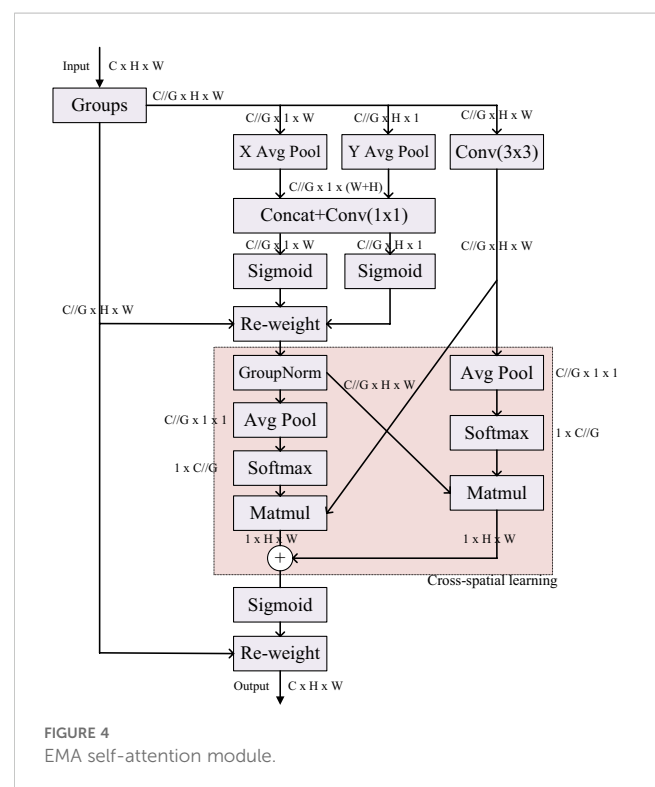 Input C x H x W
Groups
C//G x H x W
C//G x 1 x W
C//G x H x 1
C//G x H x W
X Avg Pool
Y Avg Pool
Conv(3x3)
C//G x 1 x (W+H)
Concat+Conv(1x1)
C//G x 1 x W
C//G x H x 1
C//G x H x W
Sigmoid
Sigmoid
C//G x H x W
Re-weight
GroupNorm
C//G x H x W
Avg Pool
C//G x 1 x 1
C//G x 1 x 1
Avg Pool
Softmax
1 x C//G
1 x C//G
Softmax
Matmul
Matmul
1 x H x W
1 x H x W
+
Cross-spatial learning
Sigmoid
Re-weight
Output C x H x W
FIGURE 4
EMA self-attention module.